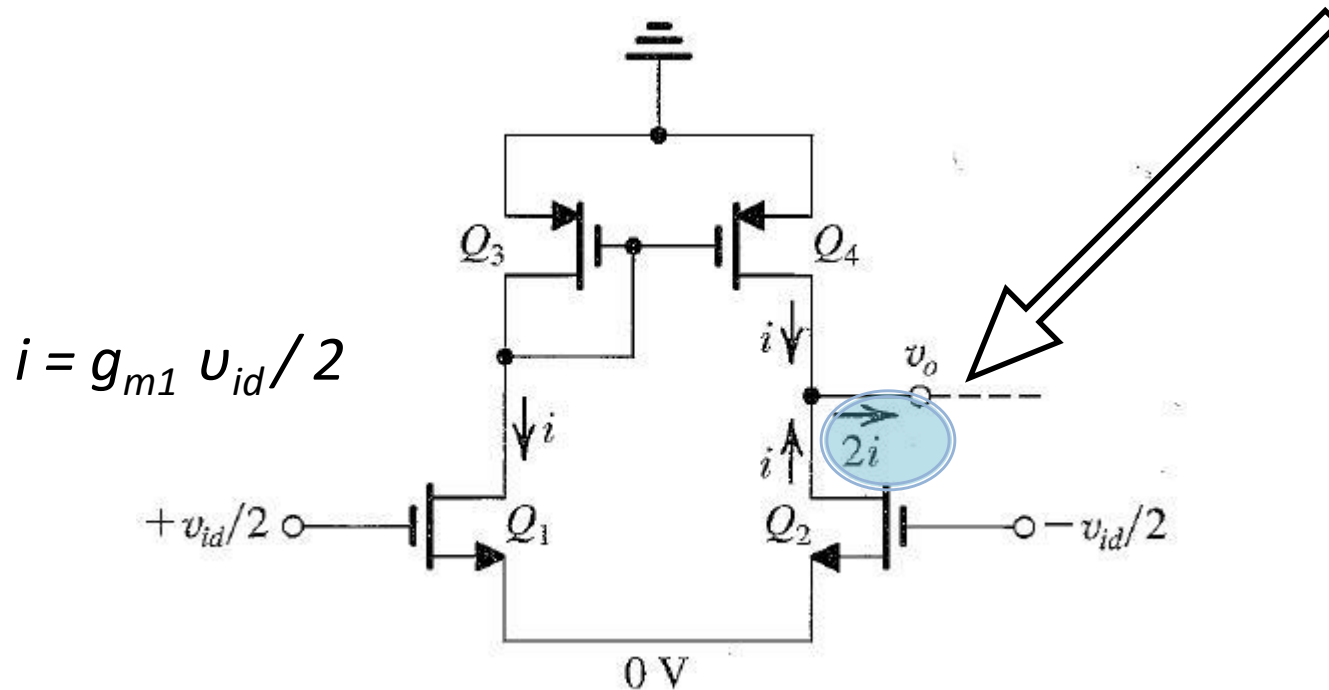 Q₃
Q₄
i = gₘ₁ υᵢd / 2
i
vₒ
i
i
2i
+vᵢd/2
Q₁
Q₂
−vᵢd/2
0 V